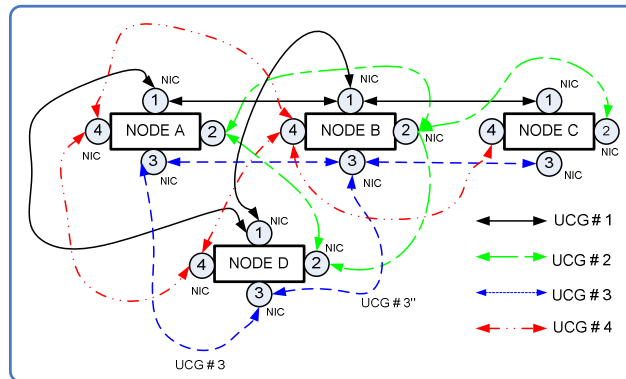 NIC NIC NIC
1 1 1
4 NODE A 2 4 NODE B 2 4 NODE C 2
NIC NIC NIC NIC NIC NIC
3 3 3
NIC NIC NIC
1 NIC
NIC
4 NODE D 2
NIC
3
NIC
UCG # 3"
UCG # 3
UCG # 1
UCG # 2
UCG # 3
UCG # 4